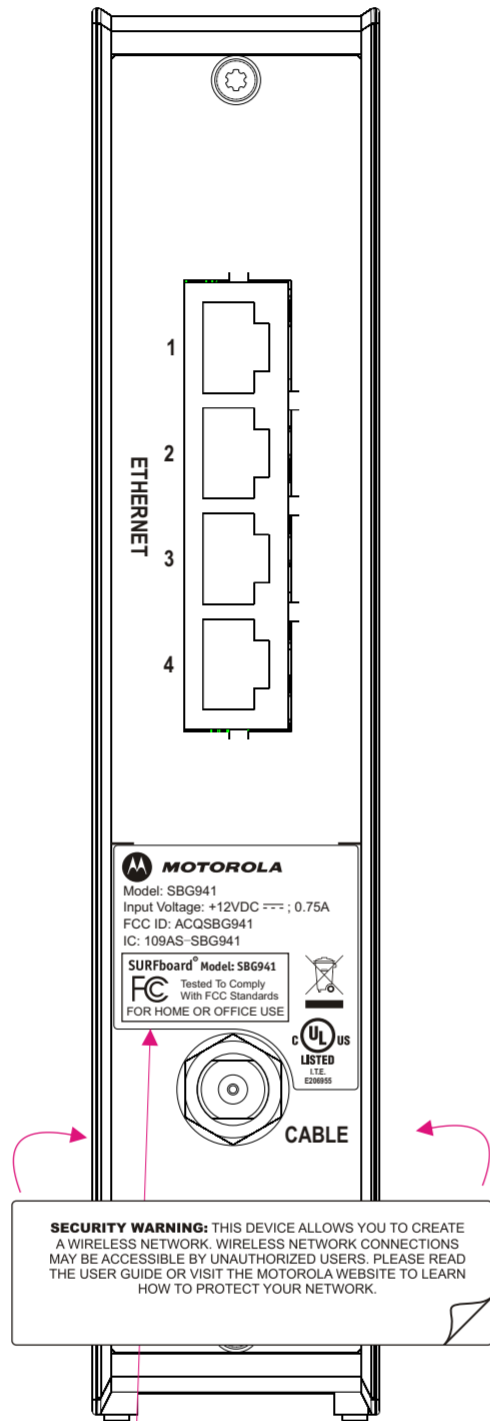 1
2
3
4
ETHERNET
MOTOROLA
Model: SBG941
Input Voltage: +12VDC ⎓ ; 0.75A
FCC ID: ACQSBG941
IC: 109AS-SBG941
SURFboard® Model: SBG941
FC Tested To Comply
With FCC Standards
FOR HOME OR OFFICE USE
C UL US
LISTED
I.T.E.
E206955
CABLE
SECURITY WARNING: THIS DEVICE ALLOWS YOU TO CREATE
A WIRELESS NETWORK. WIRELESS NETWORK CONNECTIONS
MAY BE ACCESSIBLE BY UNAUTHORIZED USERS. PLEASE READ
THE USER GUIDE OR VISIT THE MOTOROLA WEBSITE TO LEARN
HOW TO PROTECT YOUR NETWORK.